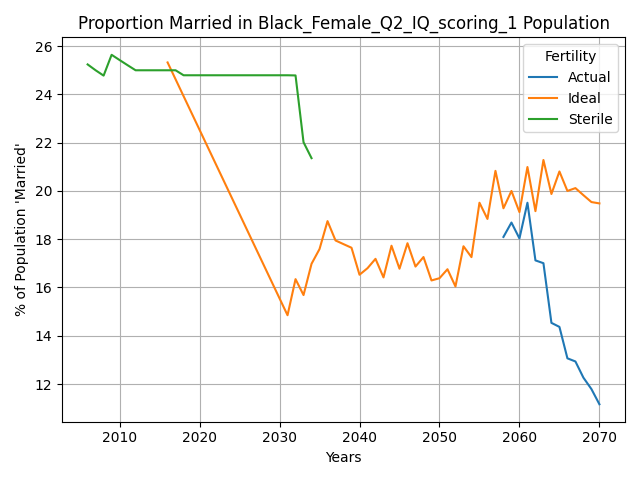 Proportion Married in Black_Female_Q2_IQ_scoring_1 Population
% of Population 'Married'
26
24
22
20
18
16
14
12
Fertility
Actual
Ideal
Sterile
2010 2020 2030 2040 2050 2060 2070
Years